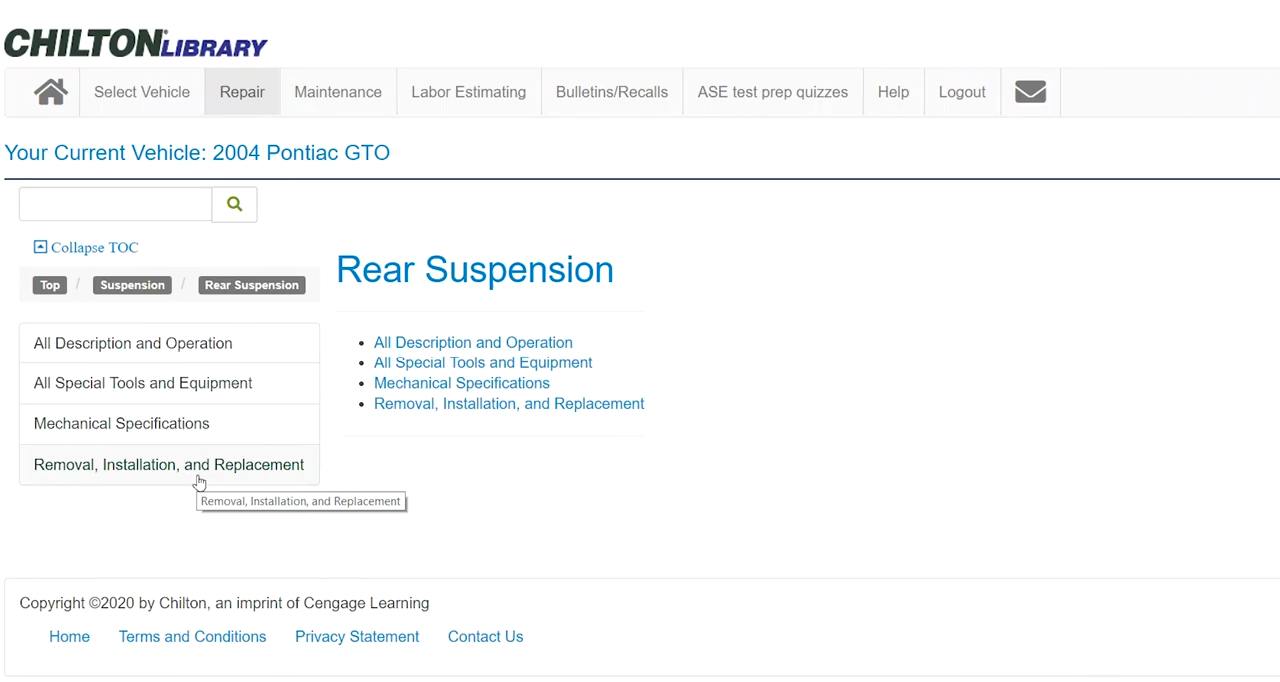 CHILTON LIBRARY
Select Vehicle Repair Maintenance Labor Estimating Bulletins/Recalls ASE test prep quizzes Help Logout
Your Current Vehicle: 2004 Pontiac GTO
Collapse TOC
Top / Suspension / Rear Suspension
All Description and Operation
All Special Tools and Equipment
Mechanical Specifications
Removal, Installation, and Replacement
Removal, Installation, and Replacement
Rear Suspension
All Description and Operation
All Special Tools and Equipment
Mechanical Specifications
Removal, Installation, and Replacement
Copyright ©2020 by Chilton, an imprint of Cengage Learning
Home Terms and Conditions Privacy Statement Contact Us